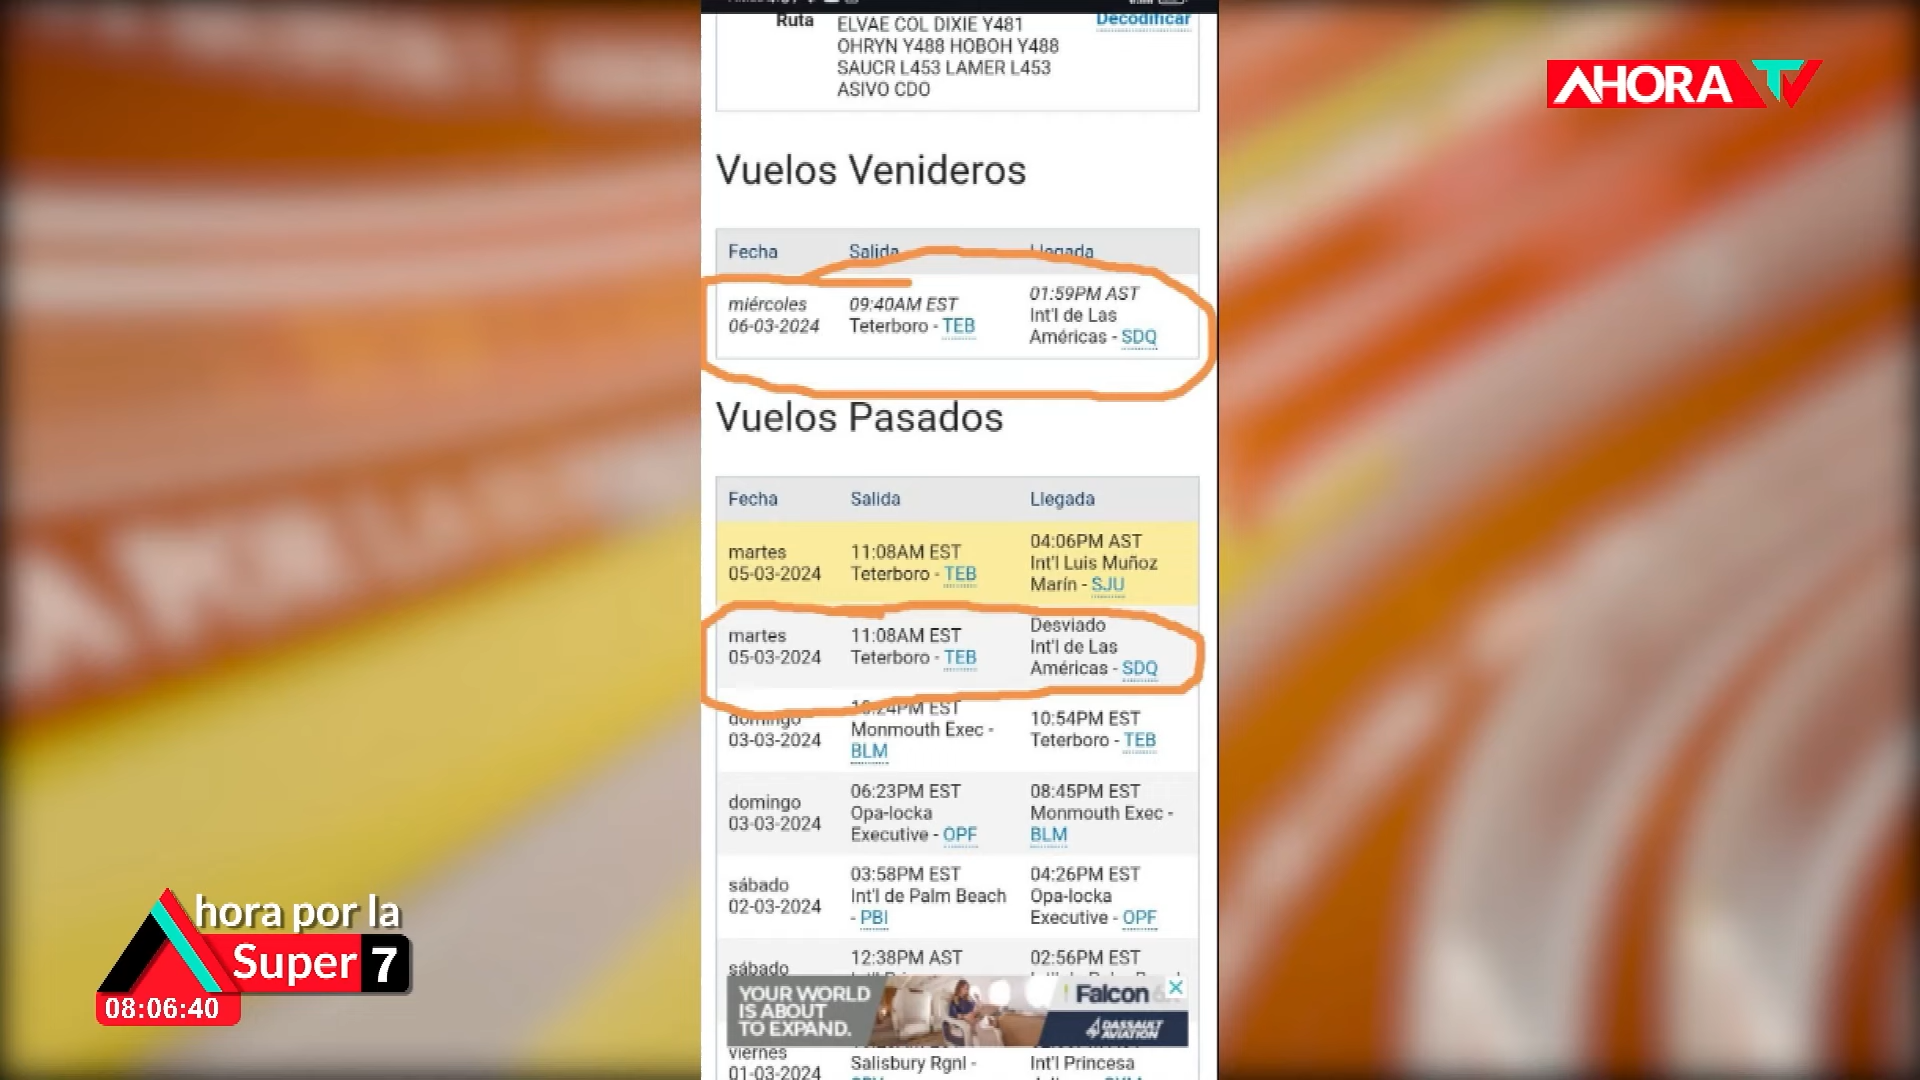 Ruta
ELVAE COL DIXIE Y481
OHRYN Y488 HOBOH Y488
SAUCR L453 LAMER L453
ASIVO CDO
Decodificar
AHORA TV
Vuelos Venideros
Fecha Salida Llegada
miércoles
06-03-2024
09:40AM EST
Teterboro - TEB
01:59PM AST
Int'l de Las
Américas - SDQ
Vuelos Pasados
Fecha Salida Llegada
martes
05-03-2024
11:08AM EST
Teterboro - TEB
04:06PM AST
Int'l Luis Muñoz
Marín - SJU
martes
05-03-2024
11:08AM EST
Teterboro - TEB
Desviado
Int'l de Las
Américas - SDQ
domingo
03-03-2024
10:24PM EST
Monmouth Exec -
BLM
10:54PM EST
Teterboro - TEB
domingo
03-03-2024
06:23PM EST
Opa-locka
Executive - OPF
08:45PM EST
Monmouth Exec -
BLM
sábado
02-03-2024
03:58PM EST
Int'l de Palm Beach
- PBI
04:26PM EST
Opa-locka
Executive - OPF
sábado
12:38PM AST
02:56PM EST
YOUR WORLD
IS ABOUT
TO EXPAND.
Falcon
DASSAULT
AVIATION
viernes
01-03-2024
Salisbury Rgnl -
Int'l Princesa
Ahora por la
Super 7
08:06:40